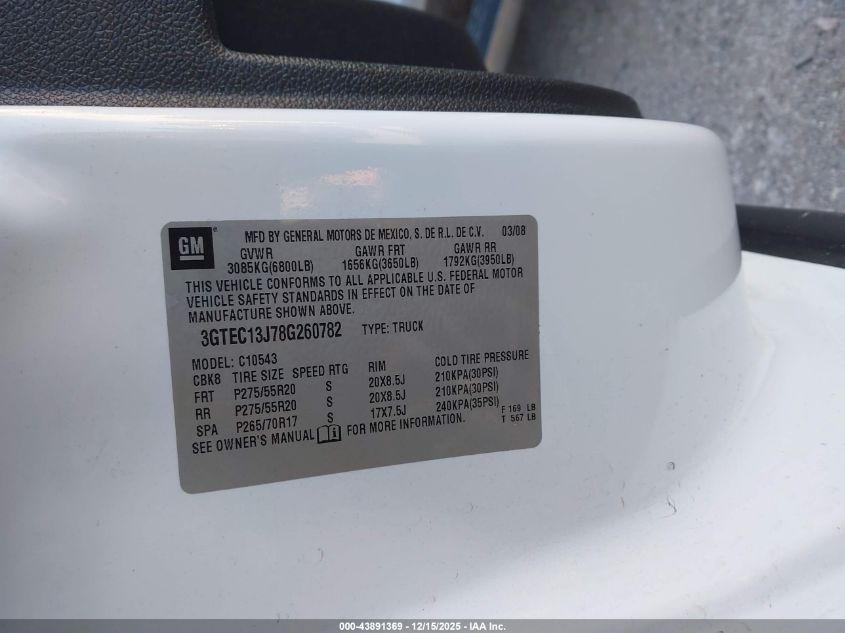 GM MFD BY GENERAL MOTORS DE MEXICO, S. DE R.L. DE C.V. 03/08
GVWR GAWR FRT GAWR RR
3085KG(6800LB) 1656KG(3650LB) 1792KG(3950LB)
THIS VEHICLE CONFORMS TO ALL APPLICABLE U.S. FEDERAL MOTOR
VEHICLE SAFETY STANDARDS IN EFFECT ON THE DATE OF
MANUFACTURE SHOWN ABOVE.
3GTEC13J78G260782 TYPE: TRUCK
MODEL: C10543
CBK8 TIRE SIZE SPEED RTG RIM COLD TIRE PRESSURE
FRT P275/55R20 S 20X8.5J 210KPA(30PSI)
RR P275/55R20 S 20X8.5J 210KPA(30PSI)
SPA P265/70R17 S 17X7.5J 240KPA(35PSI) F 169 LB
SEE OWNER'S MANUAL FOR MORE INFORMATION. T 567 LB
000-43891369 - 12/15/2025 - IAA Inc.